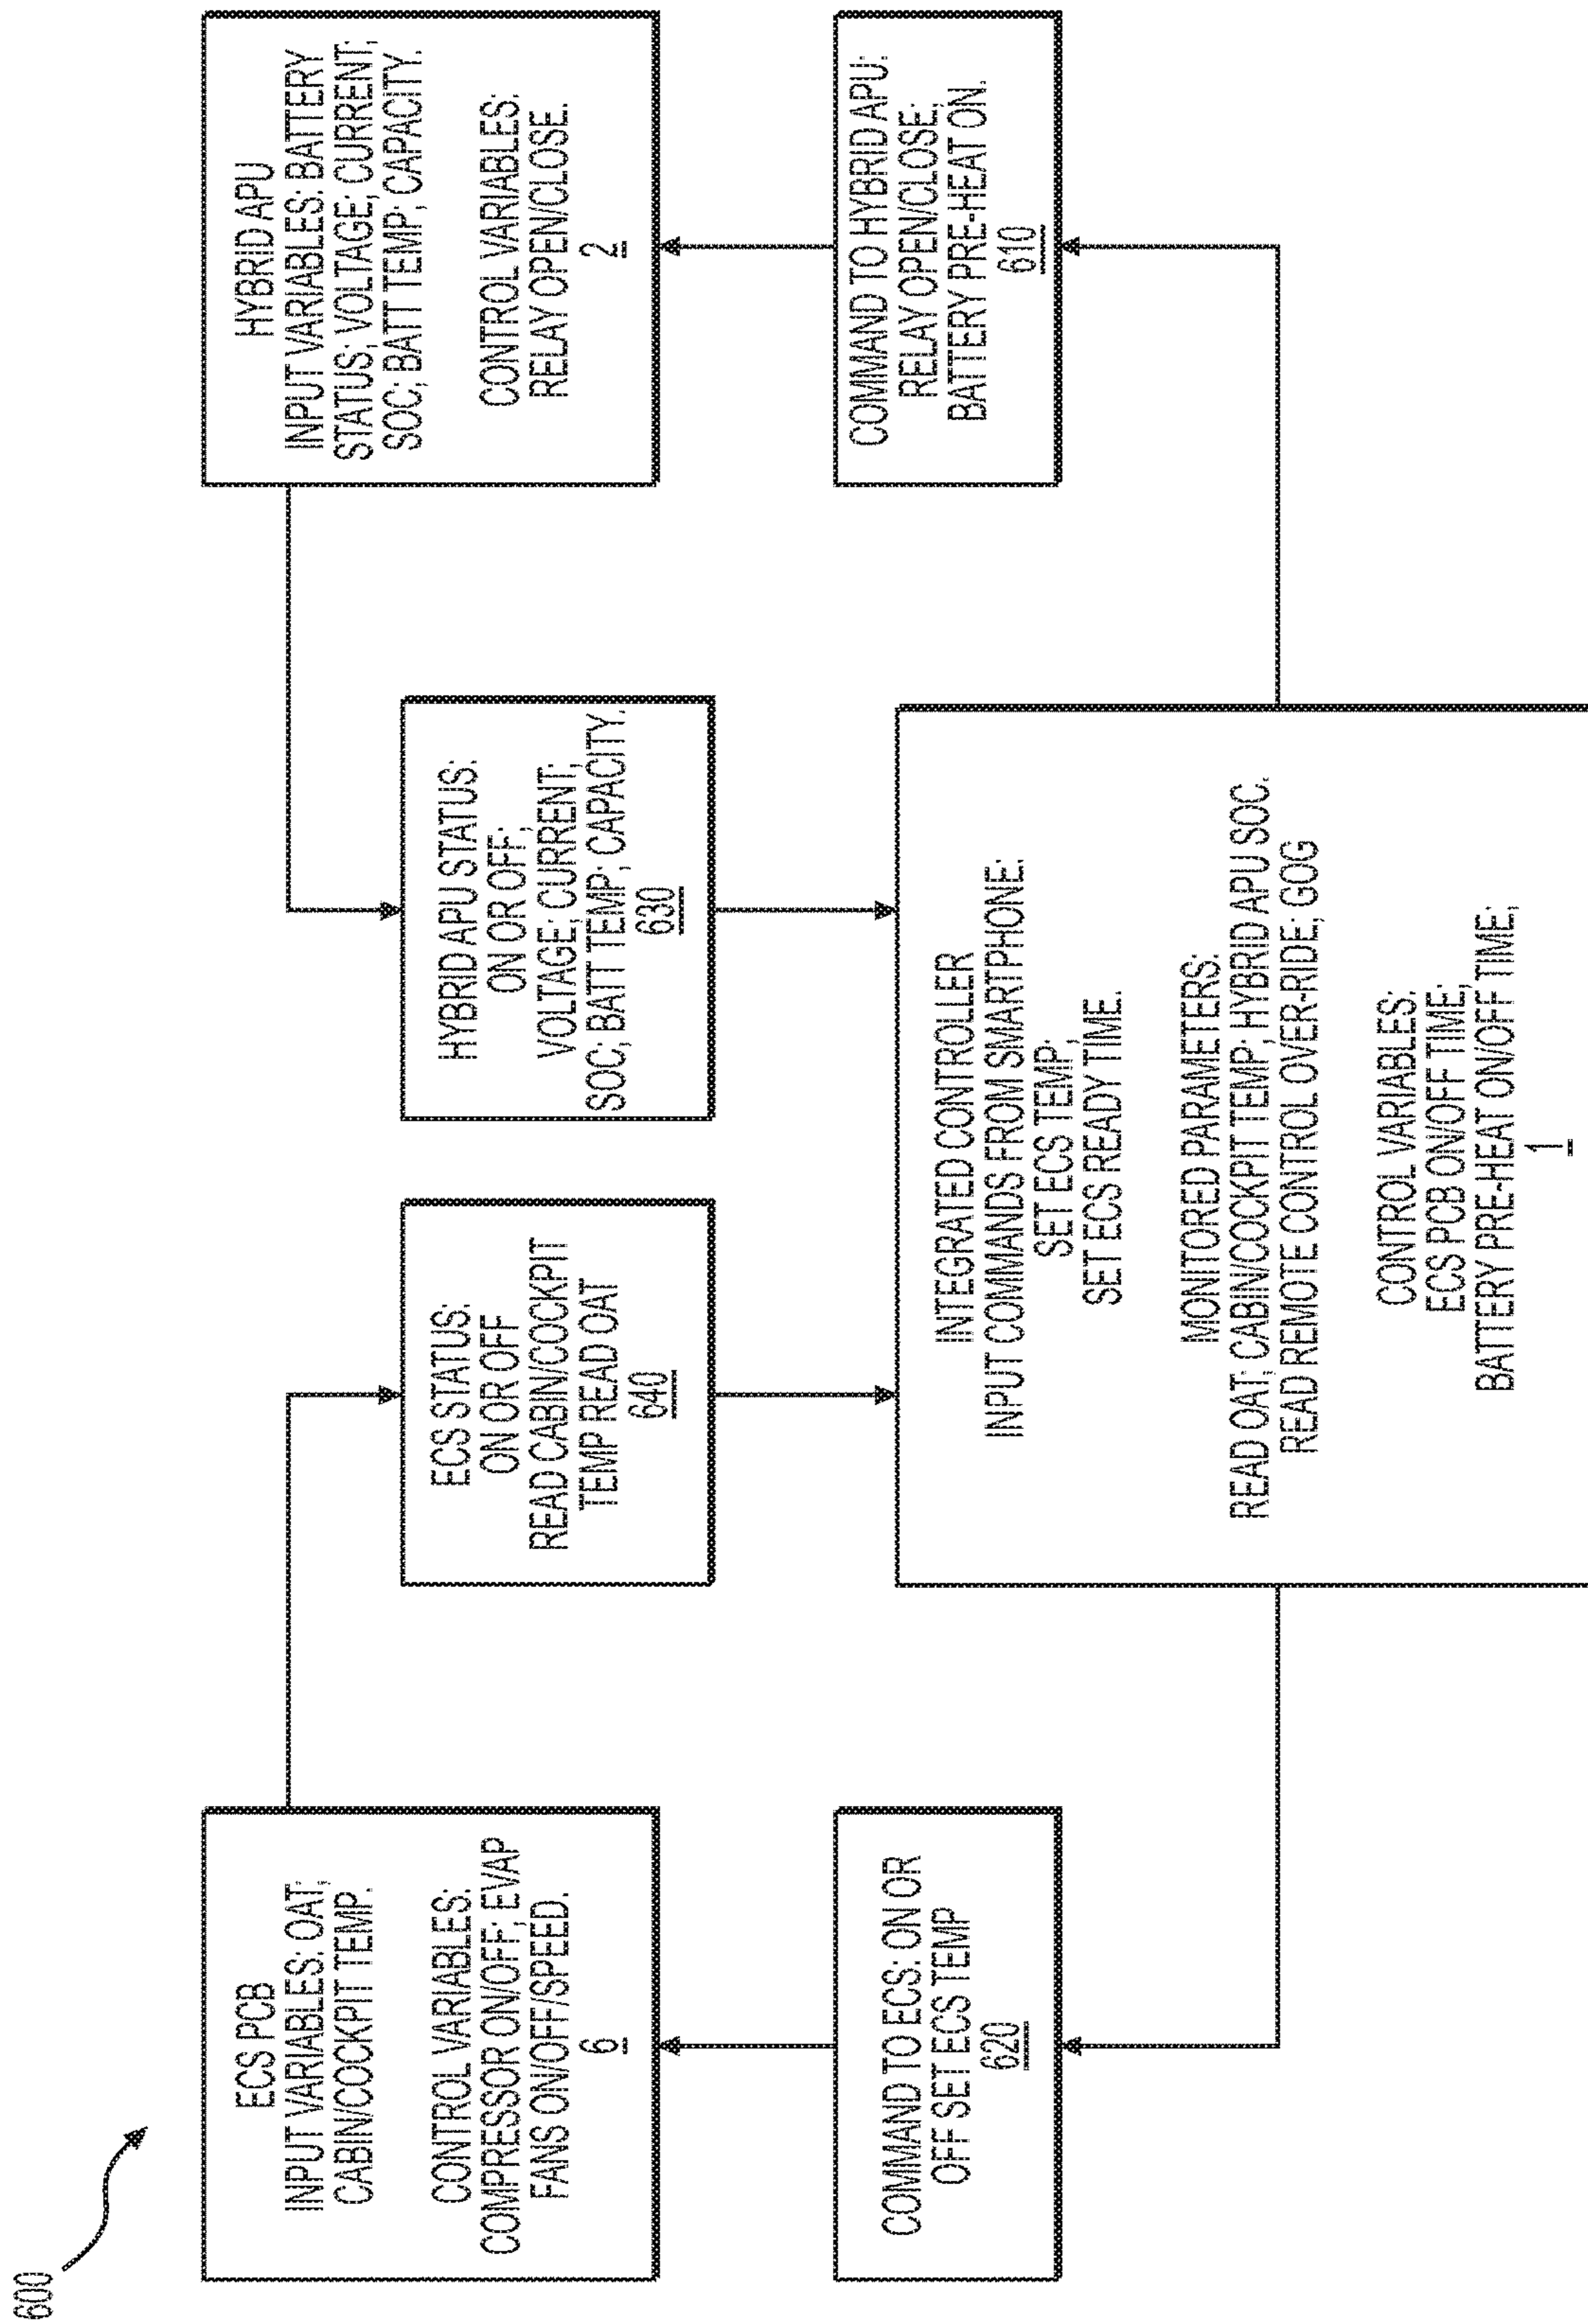 600
ECS PCB
INPUT VARIABLES: OAT;
CABIN/COCKPIT TEMP.
CONTROL VARIABLES:
COMPRESSOR ON/OFF; EVAP
FANS ON/OFF/SPEED.
6
HYBRID APU
INPUT VARIABLES: BATTERY
STATUS; VOLTAGE; CURRENT;
SOC; BATT TEMP; CAPACITY.
CONTROL VARIABLES:
RELAY OPEN/CLOSE.
2
ECS STATUS:
ON OR OFF
READ CABIN/COCKPIT
TEMP READ OAT
640
HYBRID APU STATUS:
ON OR OFF;
VOLTAGE; CURRENT;
SOC; BATT TEMP; CAPACITY.
630
COMMAND TO ECS: ON OR
OFF SET ECS TEMP
620
COMMAND TO HYBRID APU:
RELAY OPEN/CLOSE;
BATTERY PRE-HEAT ON.
610
INTEGRATED CONTROLLER
INPUT COMMANDS FROM SMARTPHONE:
SET ECS TEMP;
SET ECS READY TIME.
MONITORED PARAMETERS:
READ OAT; CABIN/COCKPIT TEMP; HYBRID APU SOC.
READ REMOTE CONTROL OVER-RIDE; GOG
CONTROL VARIABLES:
ECS PCB ON/OFF TIME;
BATTERY PRE-HEAT ON/OFF TIME;
1